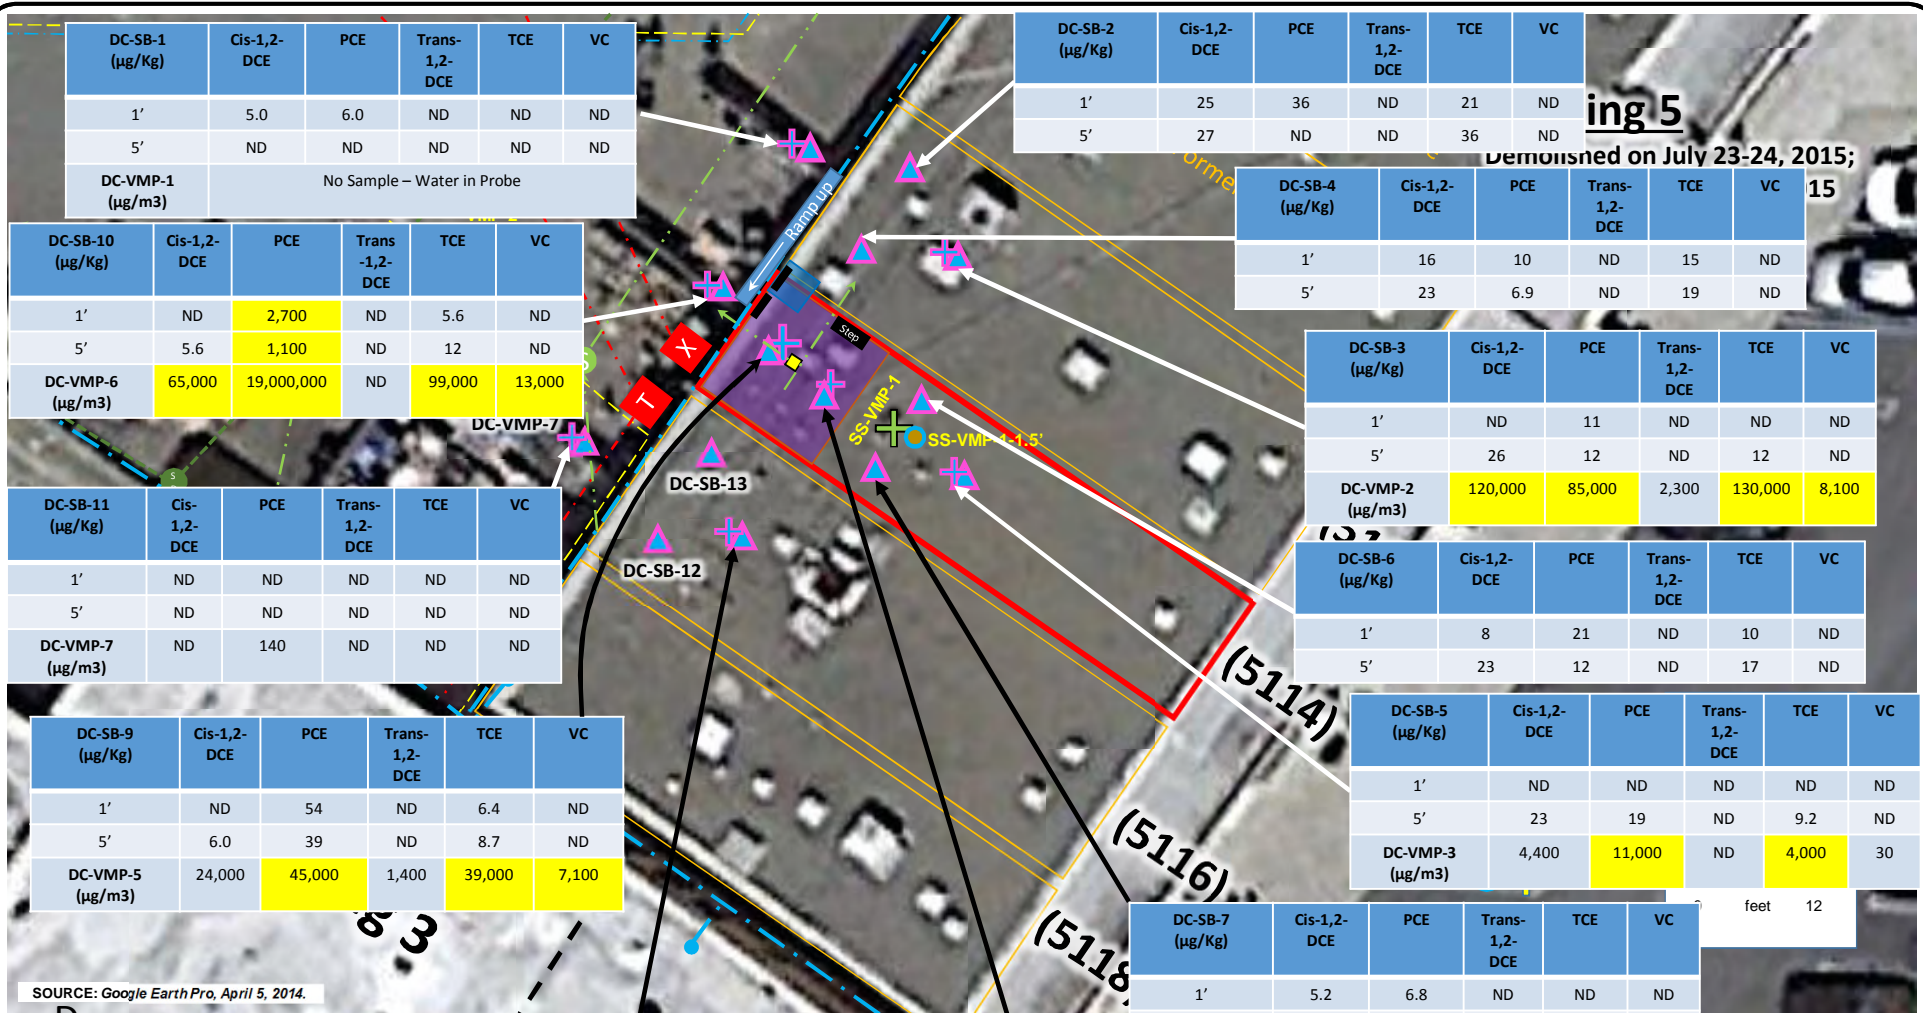 DC-SB-1 (µg/Kg) Cis-1,2-DCE PCE Trans-1,2-DCE TCE VC
1’ 5.0 6.0 ND ND ND
5’ ND ND ND ND ND
DC-VMP-1 (µg/m3) No Sample – Water in Probe
DC-SB-2 (µg/Kg) Cis-1,2-DCE PCE Trans-1,2-DCE TCE VC
1’ 25 36 ND 21 ND
5’ 27 ND ND 36 ND
ing 5
Demolished on July 23-24, 2015;
15
DC-SB-4 (µg/Kg) Cis-1,2-DCE PCE Trans-1,2-DCE TCE VC
1’ 16 10 ND 15 ND
5’ 23 6.9 ND 19 ND
Ramp up
DC-SB-10 (µg/Kg) Cis-1,2-DCE PCE Trans-1,2-DCE TCE VC
1’ ND 2,700 ND 5.6 ND
5’ 5.6 1,100 ND 12 ND
DC-VMP-6 (µg/m3) 65,000 19,000,000 ND 99,000 13,000
X
T
Step
DC-SB-3 (µg/Kg) Cis-1,2-DCE PCE Trans-1,2-DCE TCE VC
1’ ND 11 ND ND ND
5’ 26 12 ND 12 ND
DC-VMP-2 (µg/m3) 120,000 85,000 2,300 130,000 8,100
DC-VMP-7
SS-VMP-1
SS-VMP-1-1.5’
S
S
DC-SB-13
DC-SB-12
DC-SB-11 (µg/Kg) Cis-1,2-DCE PCE Trans-1,2-DCE TCE VC
1’ ND ND ND ND ND
5’ ND ND ND ND ND
DC-VMP-7 (µg/m3) ND 140 ND ND ND
DC-SB-6 (µg/Kg) Cis-1,2-DCE PCE Trans-1,2-DCE TCE VC
1’ 8 21 ND 10 ND
5’ 23 12 ND 17 ND
(5114)
DC-SB-5 (µg/Kg) Cis-1,2-DCE PCE Trans-1,2-DCE TCE VC
1’ ND ND ND ND ND
5’ 23 19 ND 9.2 ND
DC-VMP-3 (µg/m3) 4,400 11,000 ND 4,000 30
DC-SB-9 (µg/Kg) Cis-1,2-DCE PCE Trans-1,2-DCE TCE VC
1’ ND 54 ND 6.4 ND
5’ 6.0 39 ND 8.7 ND
DC-VMP-5 (µg/m3) 24,000 45,000 1,400 39,000 7,100
(5116)
feet 12
g 3
(5118)
DC-SB-7 (µg/Kg) Cis-1,2-DCE PCE Trans-1,2-DCE TCE VC
1’ 5.2 6.8 ND ND ND
SOURCE: Google Earth Pro, April 5, 2014.